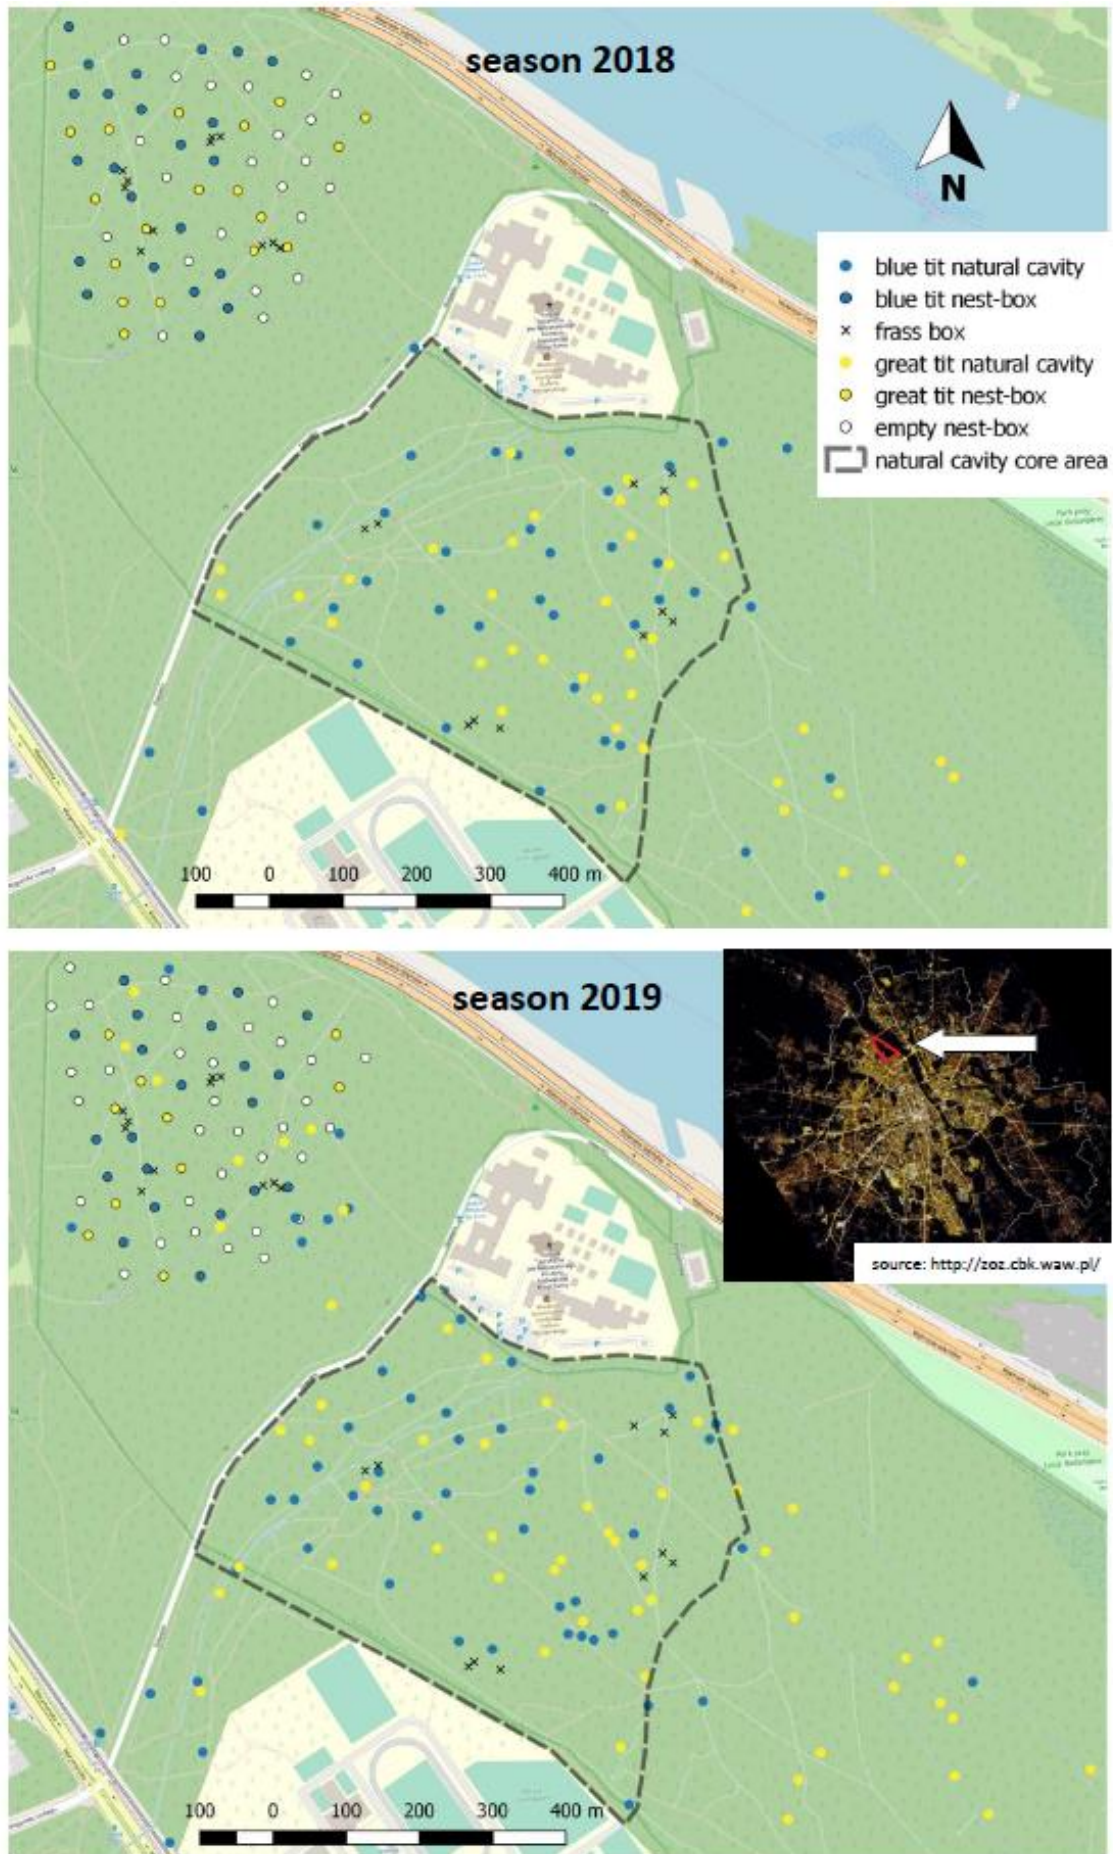 season 2018
N
blue tit natural cavity
blue tit nest-box
frass box
great tit natural cavity
great tit nest-box
empty nest-box
natural cavity core area
100 0 100 200 300 400 m
season 2019
source: http://zoz.cbk.waw.pl/
100 0 100 200 300 400 m